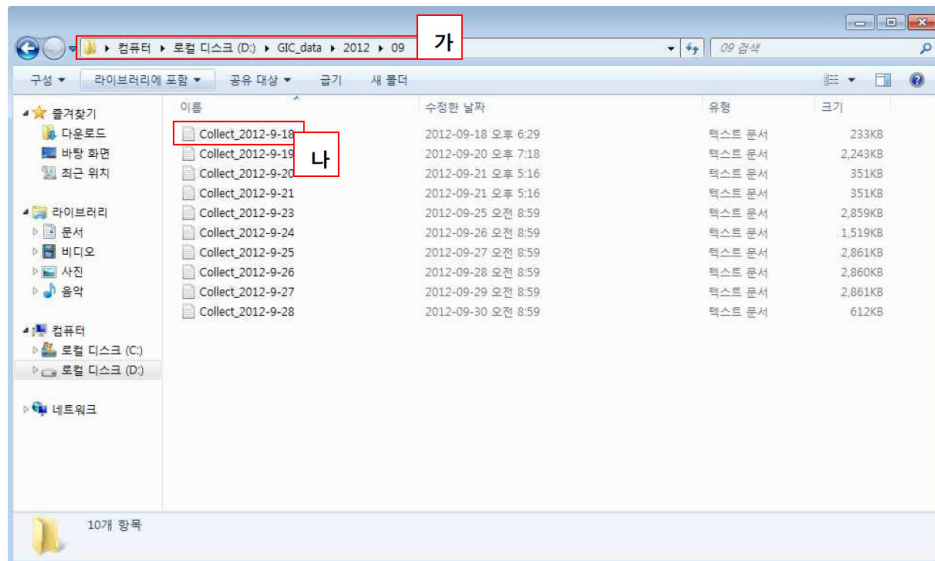 컴퓨터 ▸ 로컬 디스크 (D:) ▸ GIC_data ▸ 2012 ▸ 09
가
09 검색
구성 라이브러리에 포함 공유 대상 굽기 새 폴더
이름 수정한 날짜 유형 크기
즐겨찾기
다운로드
바탕 화면
최근 위치
라이브러리
문서
비디오
사진
음악
컴퓨터
로컬 디스크 (C:)
로컬 디스크 (D:)
네트워크
Collect_2012-9-18 2012-09-18 오후 6:29 텍스트 문서 233KB
나
Collect_2012-9-19 2012-09-20 오후 7:18 텍스트 문서 2,243KB
Collect_2012-9-20 2012-09-21 오후 5:16 텍스트 문서 351KB
Collect_2012-9-21 2012-09-21 오후 5:16 텍스트 문서 351KB
Collect_2012-9-23 2012-09-25 오전 8:59 텍스트 문서 2,859KB
Collect_2012-9-24 2012-09-26 오전 8:59 텍스트 문서 1,519KB
Collect_2012-9-25 2012-09-27 오전 8:59 텍스트 문서 2,861KB
Collect_2012-9-26 2012-09-28 오전 8:59 텍스트 문서 2,860KB
Collect_2012-9-27 2012-09-29 오전 8:59 텍스트 문서 2,861KB
Collect_2012-9-28 2012-09-30 오전 8:59 텍스트 문서 612KB
10개 항목